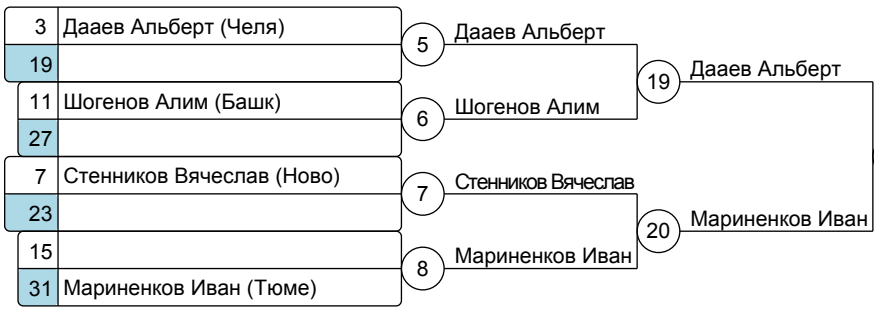 3 Дааев Альберт (Челя)
19
5 Дааев Альберт
11 Шогенов Алим (Башк)
27
6 Шогенов Алим
19 Дааев Альберт
7 Стенников Вячеслав (Ново)
23
7 Стенников Вячеслав
15
31 Мариненков Иван (Тюме)
8 Мариненков Иван
20 Мариненков Иван